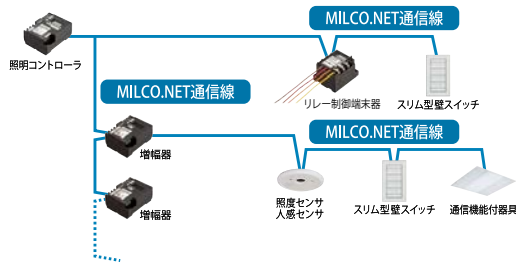 MILCO.NET通信線
照明コントローラ
リレー制御端末器
スリム型壁スイッチ
MILCO.NET通信線
増幅器
MILCO.NET通信線
照度センサ
人感センサ
スリム型壁スイッチ
通信機能付器具
増幅器